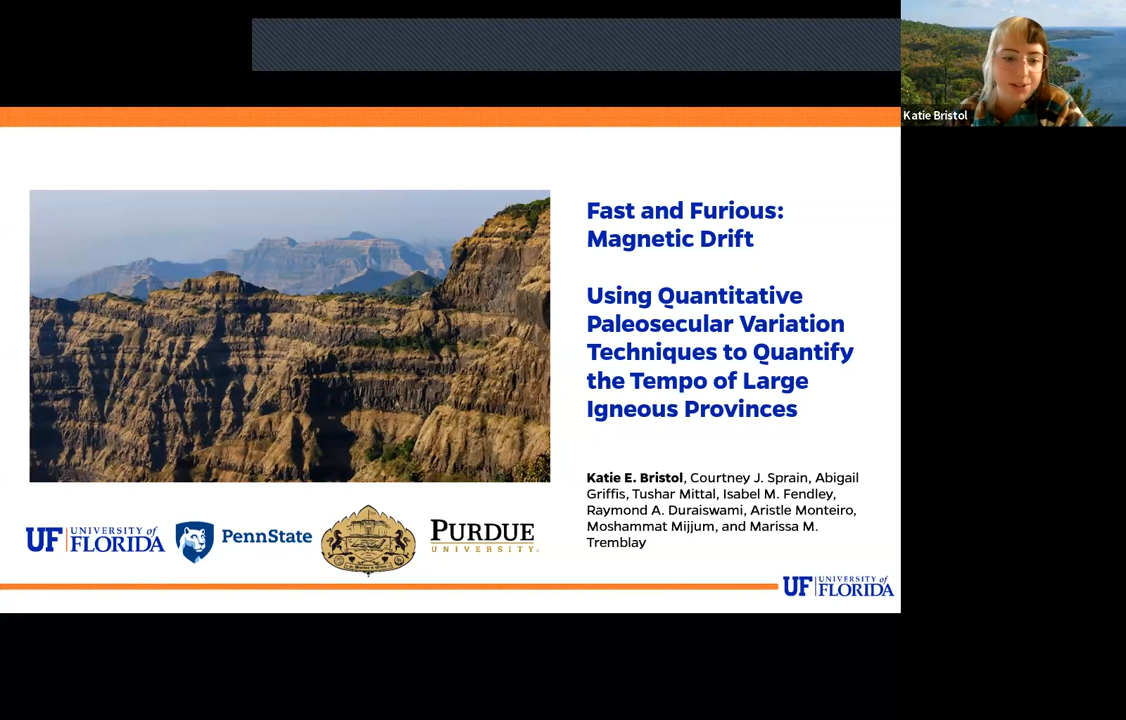 Katie Bristol
Fast and Furious:
Magnetic Drift
Using Quantitative
Paleosecular Variation
Techniques to Quantify
the Tempo of Large
Igneous Provinces
Katie E. Bristol, Courtney J. Sprain, Abigail
Griffis, Tushar Mittal, Isabel M. Fendley,
Raymond A. Duraiswami, Aristle Monteiro,
Moshammat Mijjum, and Marissa M.
Tremblay
UF UNIVERSITY of
FLORIDA
PennState
PURDUE
UNIVERSITY.
UF UNIVERSITY of
FLORIDA